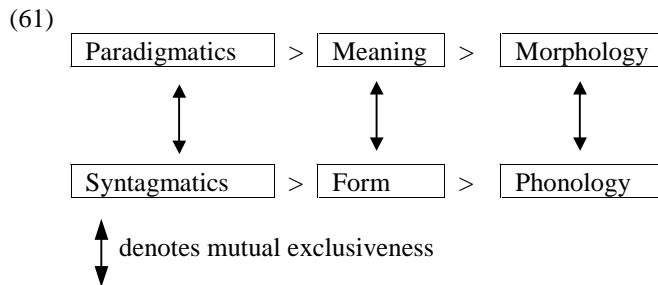 (61)
Paradigmatics > Meaning > Morphology
Syntagmatics > Form > Phonology
denotes mutual exclusiveness